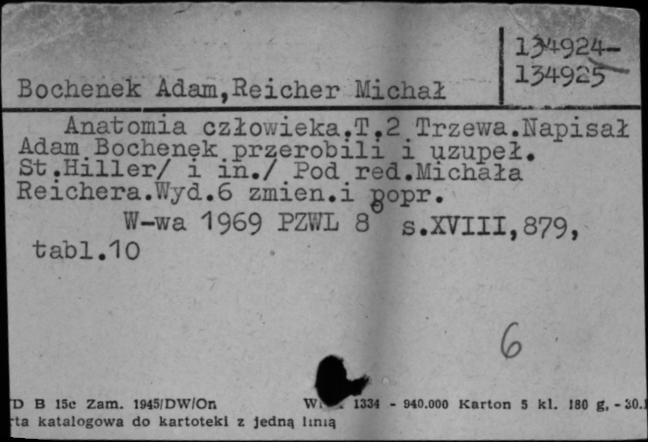 134924-
134925
Bochenek Adam,Reicher Michał
Anatomia człowieka.T.2 Trzewa.Napisał
Adam Bochenek przerobili i uzupeł.
St.Hiller/ i in./ Pod red.Michała
Reichera.Wyd.6 zmien.i popr.
W-wa 1969 PZWL 8° s.XVIII,879,
tabl.10
6
D B 15c Zam. 1945/DW/On 1334 - 940.000 Karton 5 kl. 180 g, - 30.
rta katalogowa do kartoteki z jedną linią